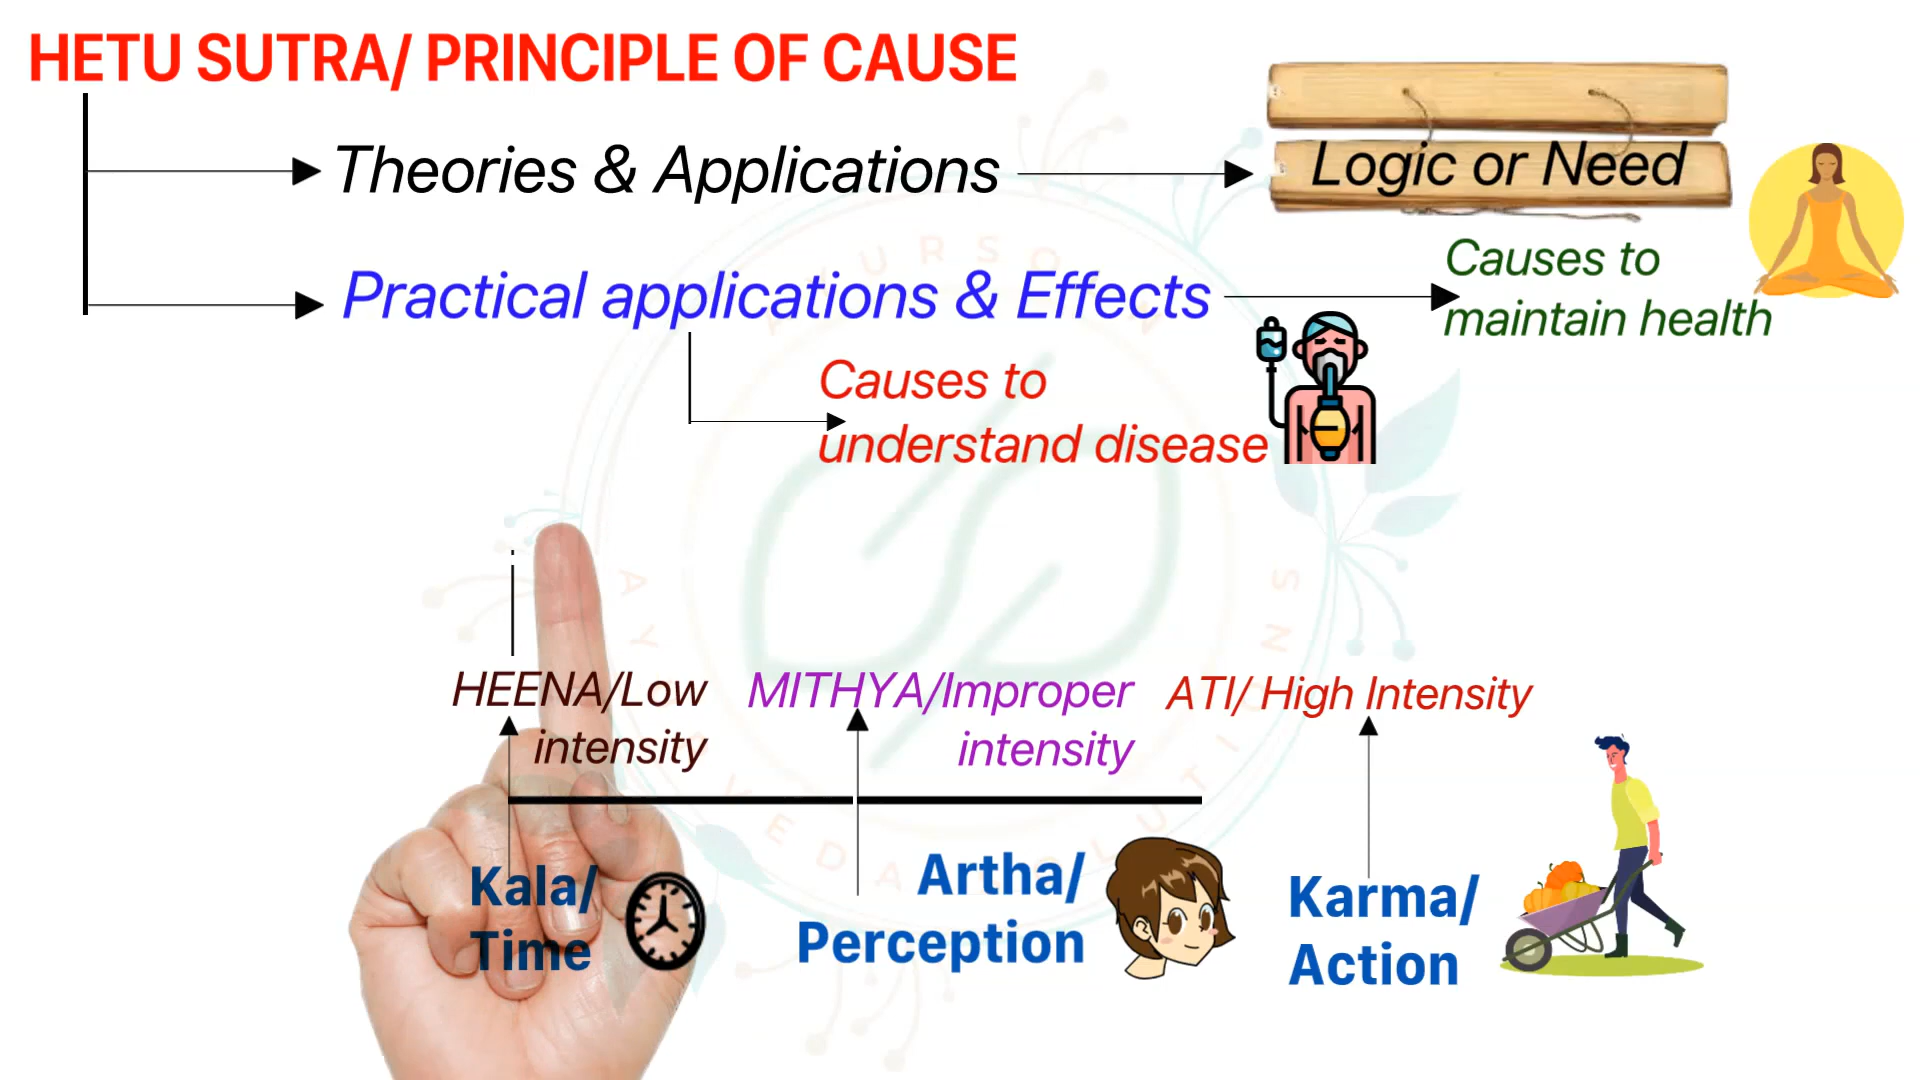 HETU SUTRA/ PRINCIPLE OF CAUSE
Theories & Applications
Logic or Need
Practical applications & Effects
Causes to
maintain health
Causes to
understand disease
HEENA/Low
intensity
MITHYA/Improper
intensity
ATI/ High Intensity
Kala/
Time
Artha/
Perception
Karma/
Action